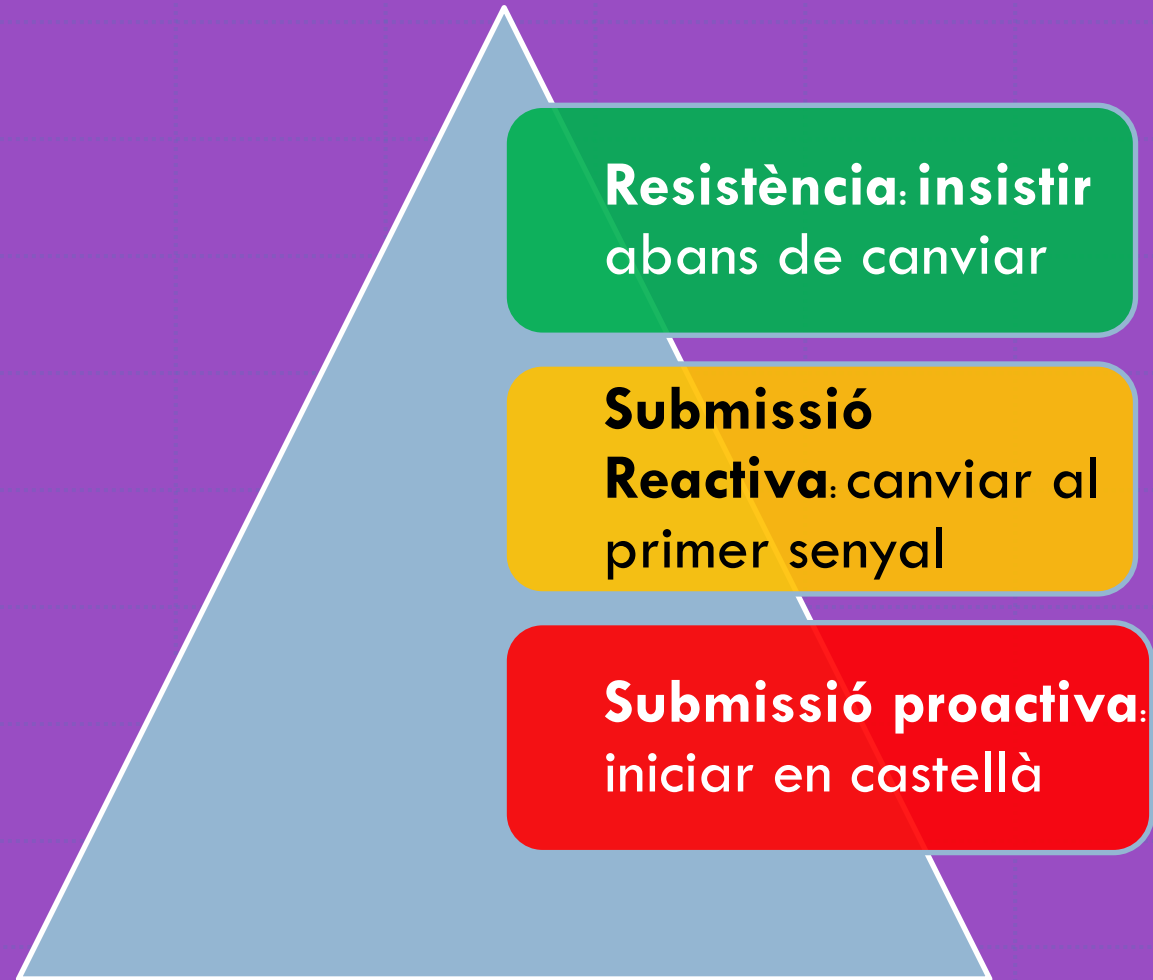 Resistència: insistir
abans de canviar
Submissió
Reactiva: canviar al
primer senyal
Submissió proactiva:
iniciar en castellà